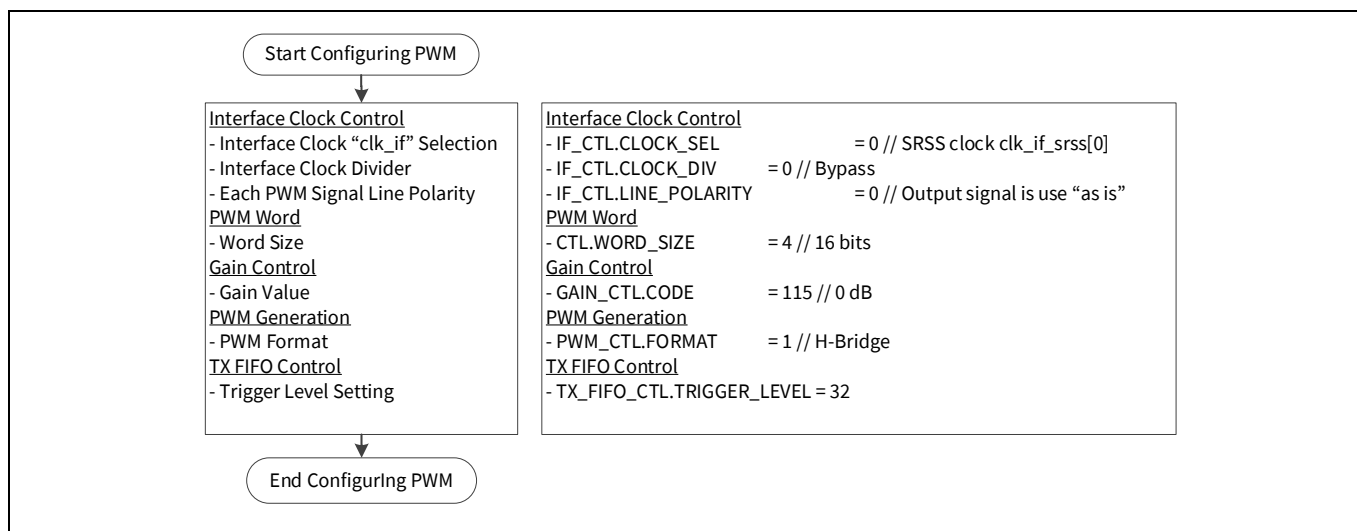 Start Configuring PWM
Interface Clock Control
- Interface Clock “clk_if” Selection
- Interface Clock Divider
- Each PWM Signal Line Polarity
PWM Word
- Word Size
Gain Control
- Gain Value
PWM Generation
- PWM Format
TX FIFO Control
- Trigger Level Setting
Interface Clock Control
- IF_CTL.CLOCK_SEL = 0 // SRSS clock clk_if_srss[0]
- IF_CTL.CLOCK_DIV = 0 // Bypass
- IF_CTL.LINE_POLARITY = 0 // Output signal is use “as is”
PWM Word
- CTL.WORD_SIZE = 4 // 16 bits
Gain Control
- GAIN_CTL.CODE = 115 // 0 dB
PWM Generation
- PWM_CTL.FORMAT = 1 // H-Bridge
TX FIFO Control
- TX_FIFO_CTL.TRIGGER_LEVEL = 32
End ConfigurIng PWM